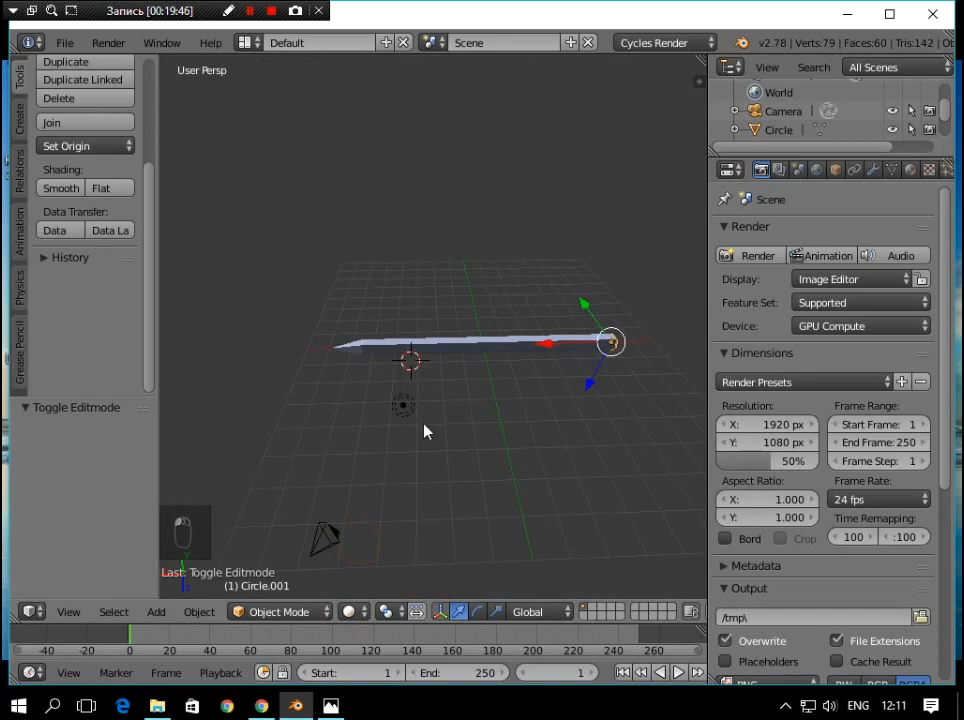 Запись [00:19:46]
File Render Window Help Default Scene Cycles Render v2.78 | Verts:79 | Faces:60 | Tris:142 | Ob
Tools
Create
Relations
Animation
Physics
Grease Pencil
Duplicate
Duplicate Linked
Delete
Join
Set Origin
Shading:
Smooth Flat
Data Transfer:
Data Data La
History
Toggle Editmode
User Persp
Last: Toggle Editmode
(1) Circle.001
View Select Add Object Object Mode Global
-40 -20 0 20 40 60 80 100 120 140 160 180 200 220 240 260
View Marker Frame Playback Start: 1 End: 250 1
View Search All Scenes
World
Camera
Circle
Scene
Render
Render Animation Audio
Display: Image Editor
Feature Set: Supported
Device: GPU Compute
Dimensions
Render Presets
Resolution: Frame Range:
X: 1920 px Start Frame: 1
Y: 1080 px End Frame: 250
50% Frame Step: 1
Aspect Ratio: Frame Rate:
X: 1.000 24 fps
Y: 1.000 Time Remapping:
Bord Crop 100 :100
Metadata
Output
/tmp\
Overwrite File Extensions
Placeholders Cache Result
ENG 12:11